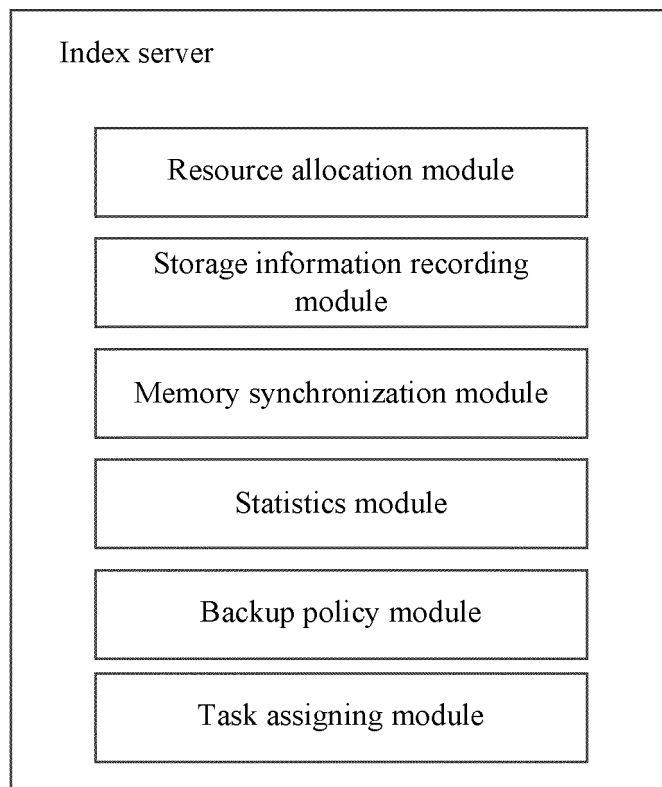 Index server
Resource allocation module
Storage information recording
module
Memory synchronization module
Statistics module
Backup policy module
Task assigning module